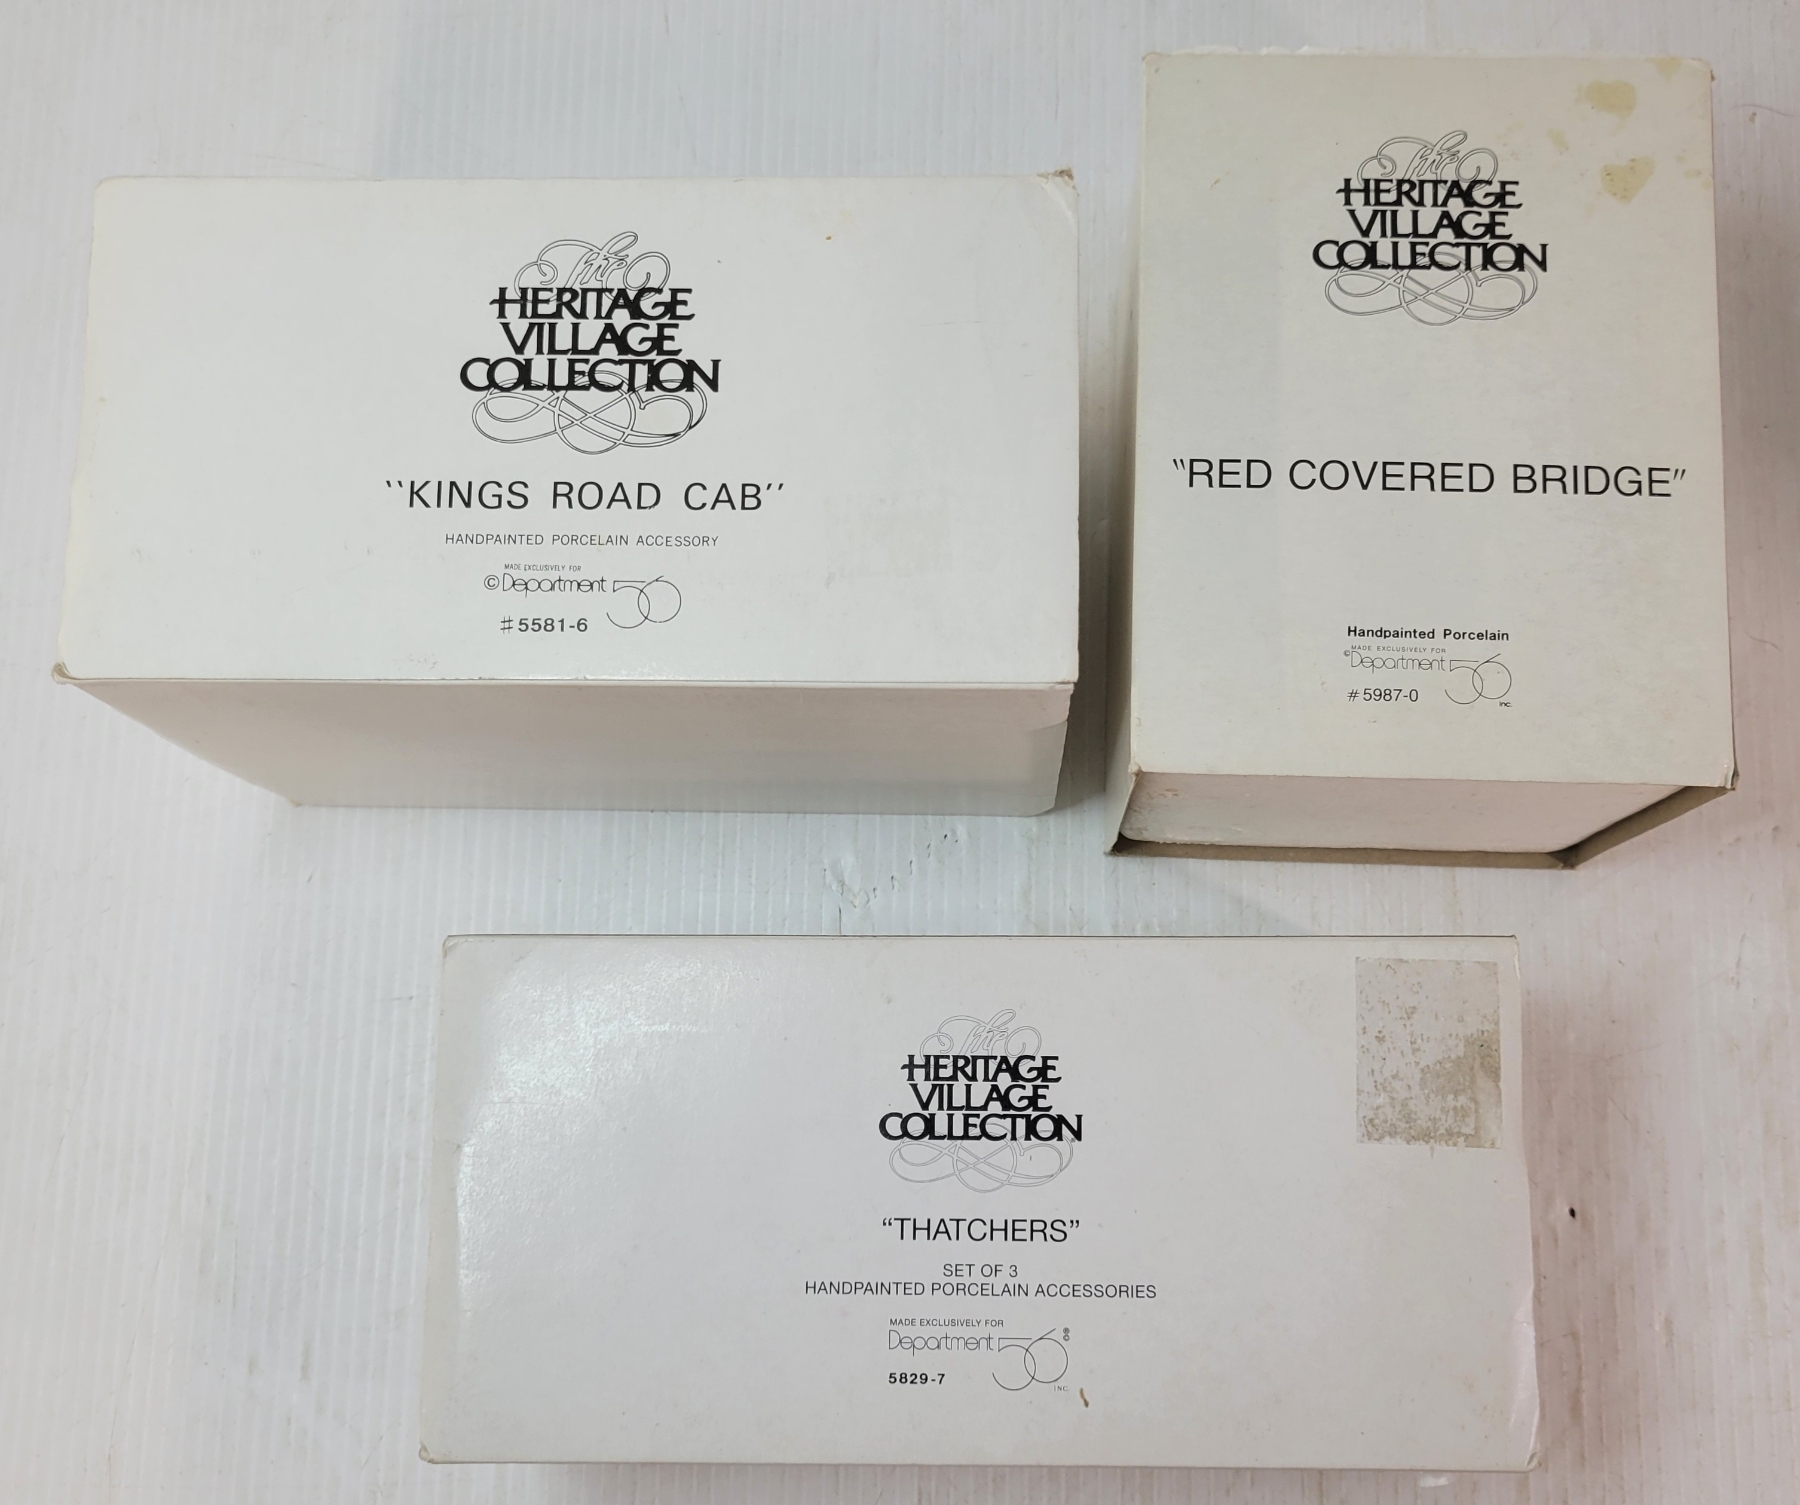 The
HERITAGE
VILLAGE
COLLECTION
``KINGS ROAD CAB''
HANDPAINTED PORCELAIN ACCESSORY
MADE EXCLUSIVELY FOR
©Department 56
#5581-6
The
HERITAGE
VILLAGE
COLLECTION
"RED COVERED BRIDGE"
Handpainted Porcelain
MADE EXCLUSIVELY FOR
©Department 56
#5987-0
inc.
The
HERITAGE
VILLAGE
COLLECTION
“THATCHERS”
SET OF 3
HANDPAINTED PORCELAIN ACCESSORIES
MADE EXCLUSIVELY FOR
Department 56 ®©
5829-7
INC.